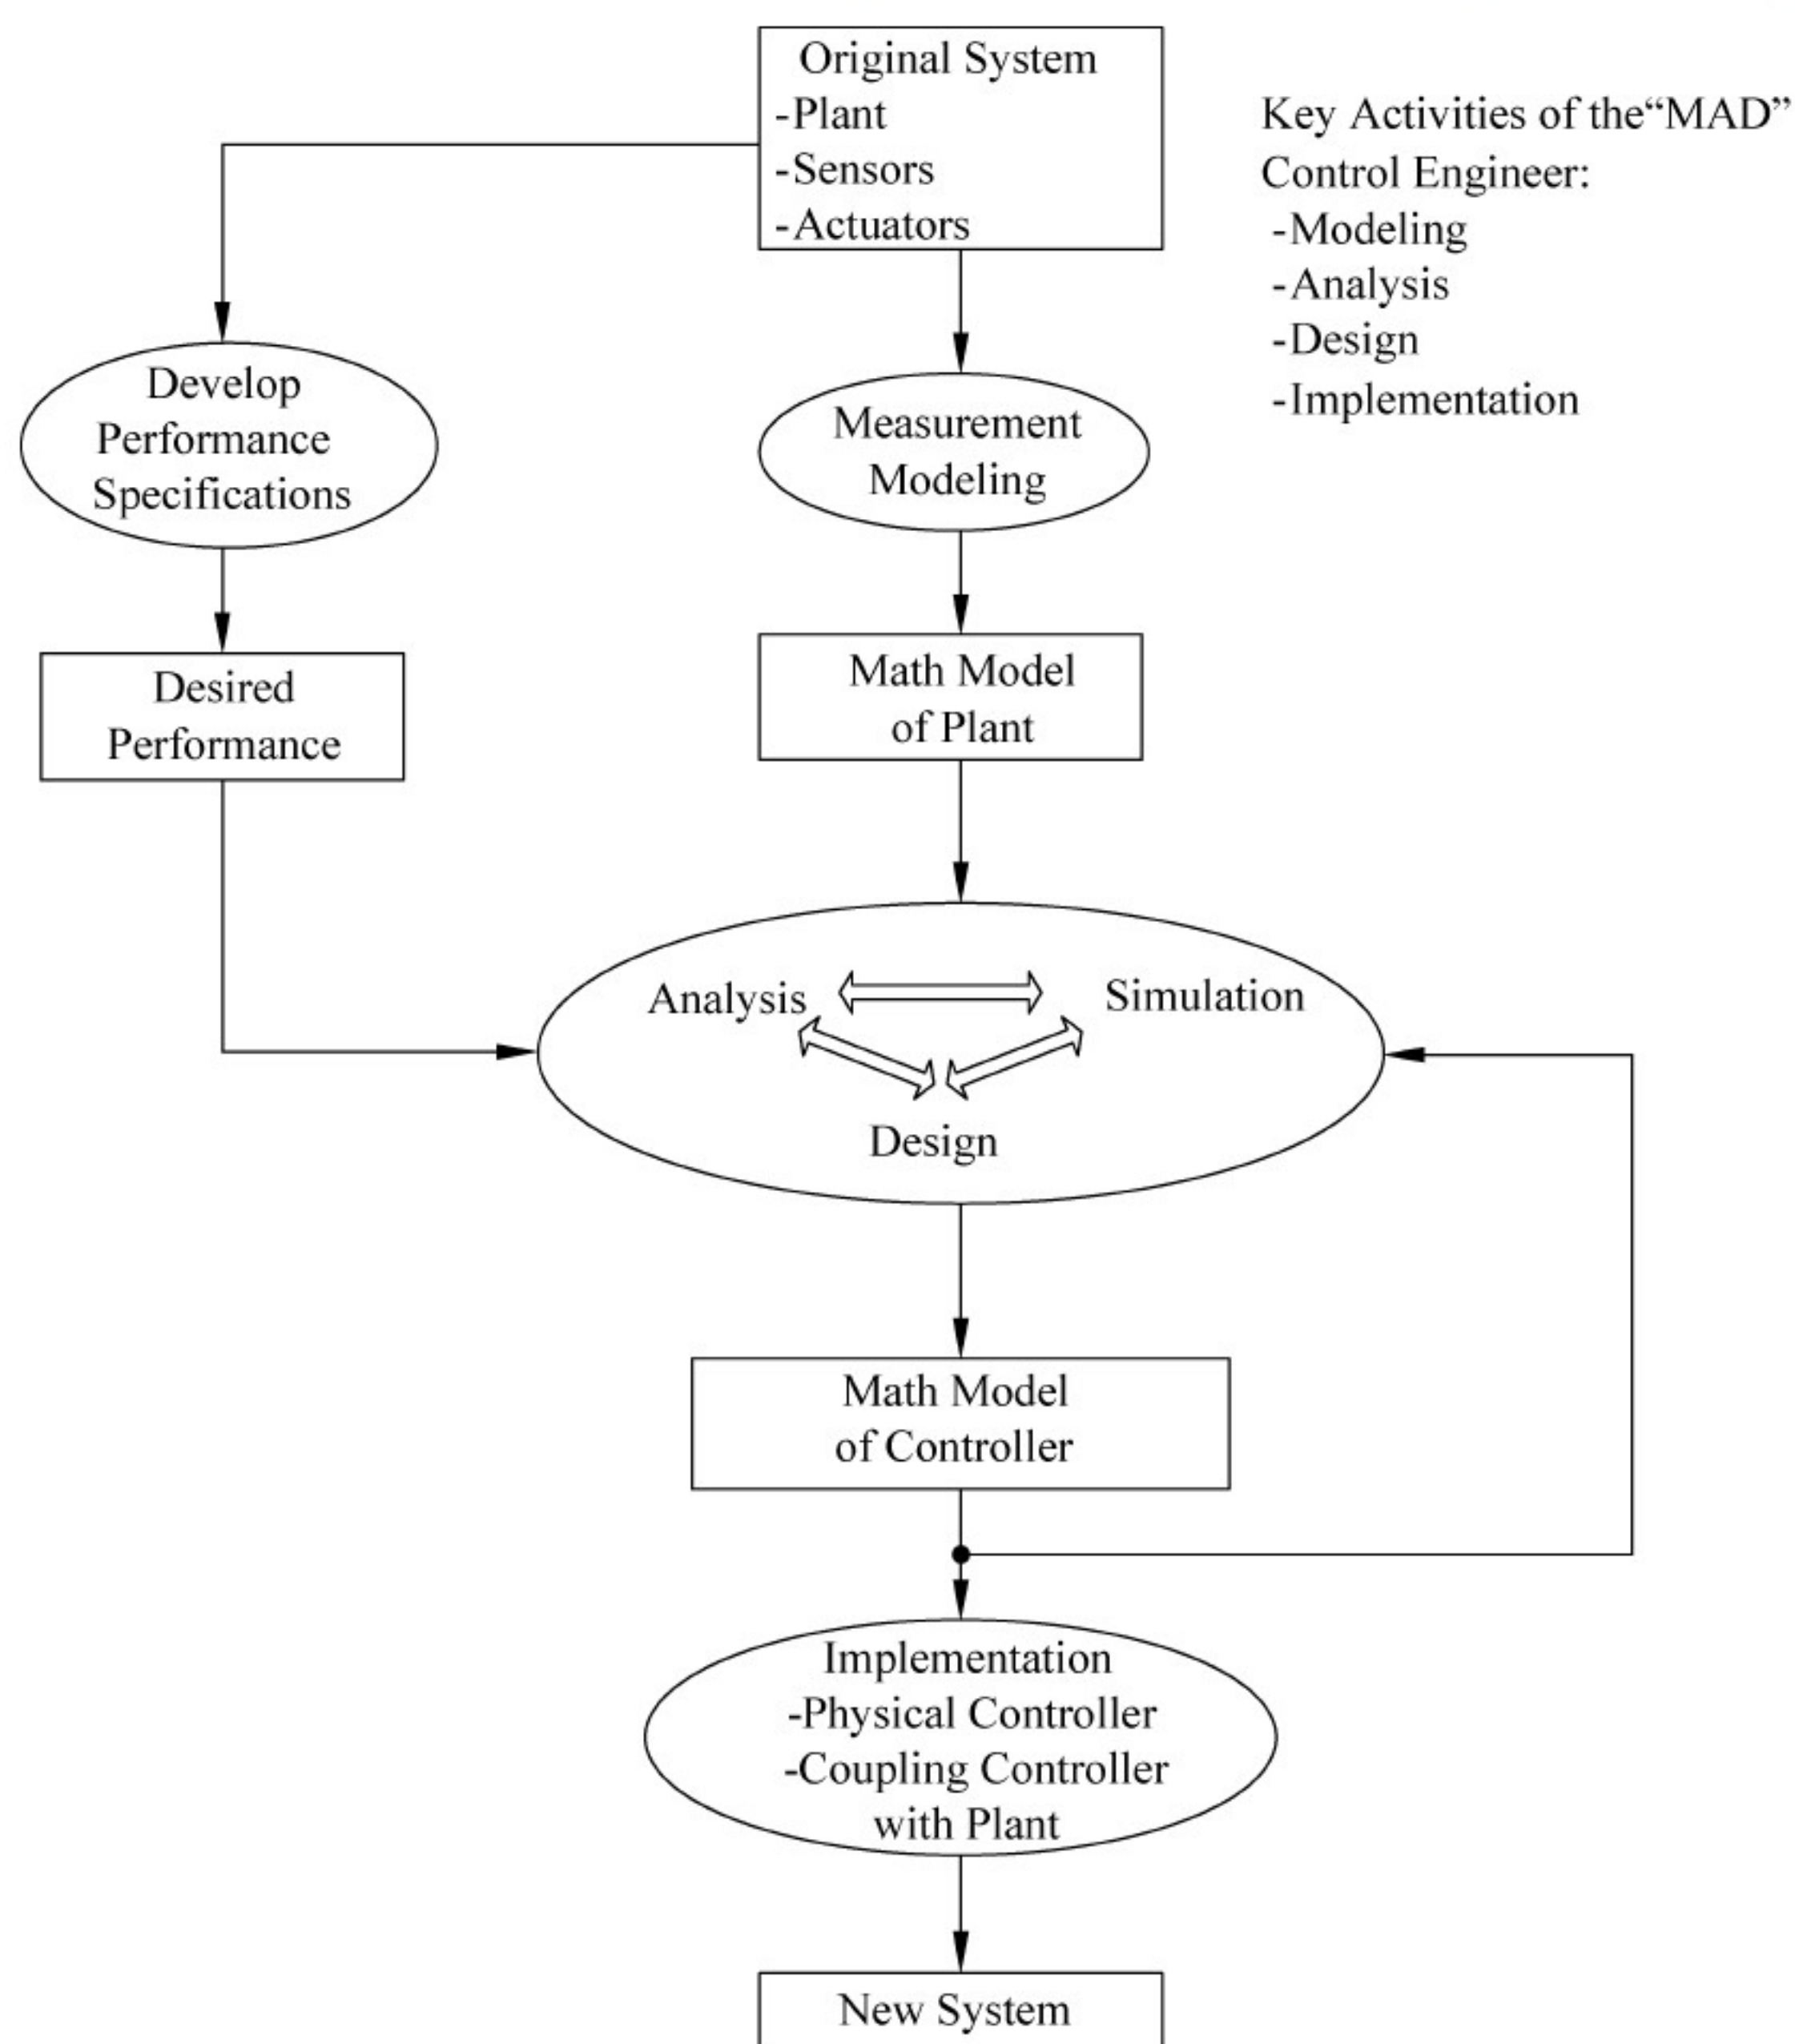 Original System
-Plant
-Sensors
-Actuators
Key Activities of the“MAD”
Control Engineer:
-Modeling
-Analysis
-Design
-Implementation
Develop
Performance
Specifications
Measurement
Modeling
Desired
Performance
Math Model
of Plant
Analysis
Simulation
Design
Math Model
of Controller
Implementation
-Physical Controller
-Coupling Controller
with Plant
New System